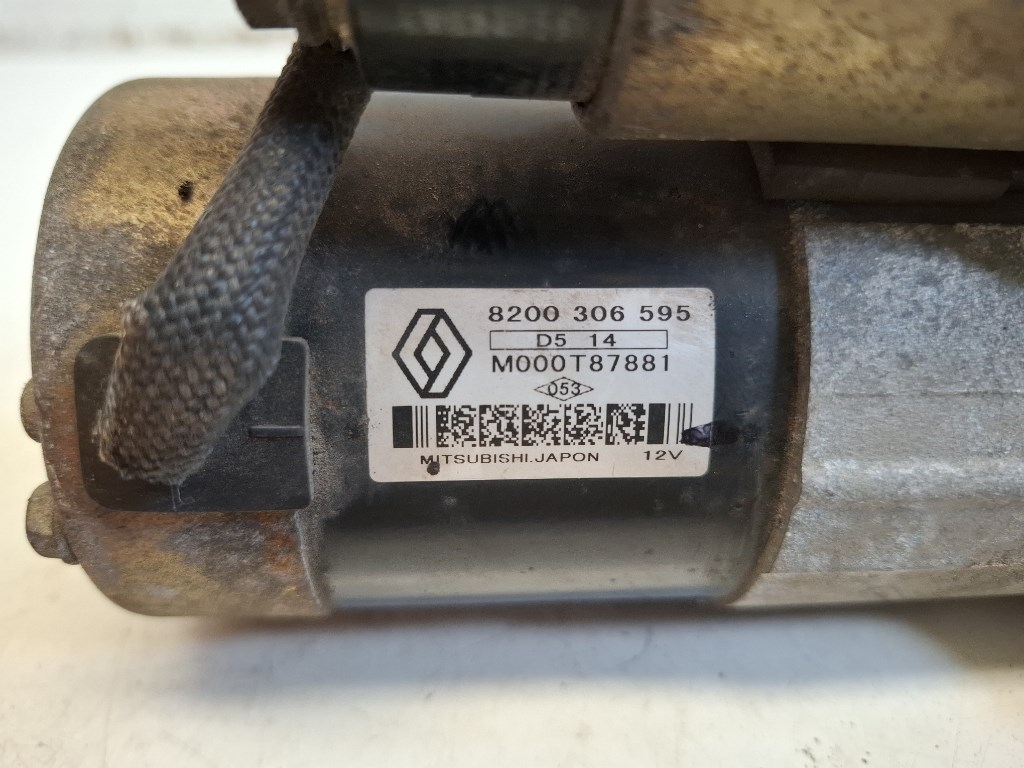 8200 306 595
D5 14
M000T87881
053
MITSUBISHI.JAPON 12V